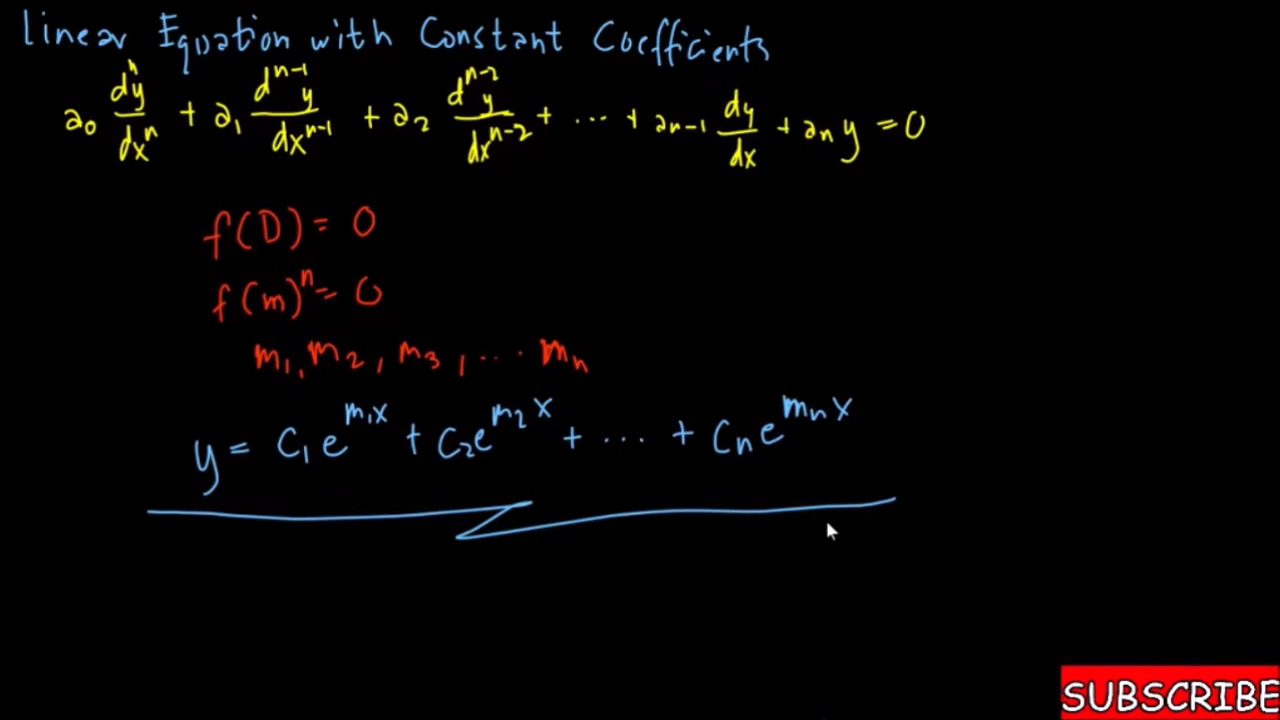 Linear Equation with Constant Coefficients
a₀ dⁿy/dxⁿ + a₁ dⁿ⁻¹y/dxⁿ⁻¹ + a₂ dⁿ⁻²y/dxⁿ⁻² + ... + aₙ₋₁ dy/dx + aₙ y = 0
f(D) = 0
f(m)ⁿ = 0
m₁, m₂, m₃, ... mₙ
y = c₁e^{m₁x} + c₂e^{m₂x} + ... + cₙe^{mₙx}
SUBSCRIBE